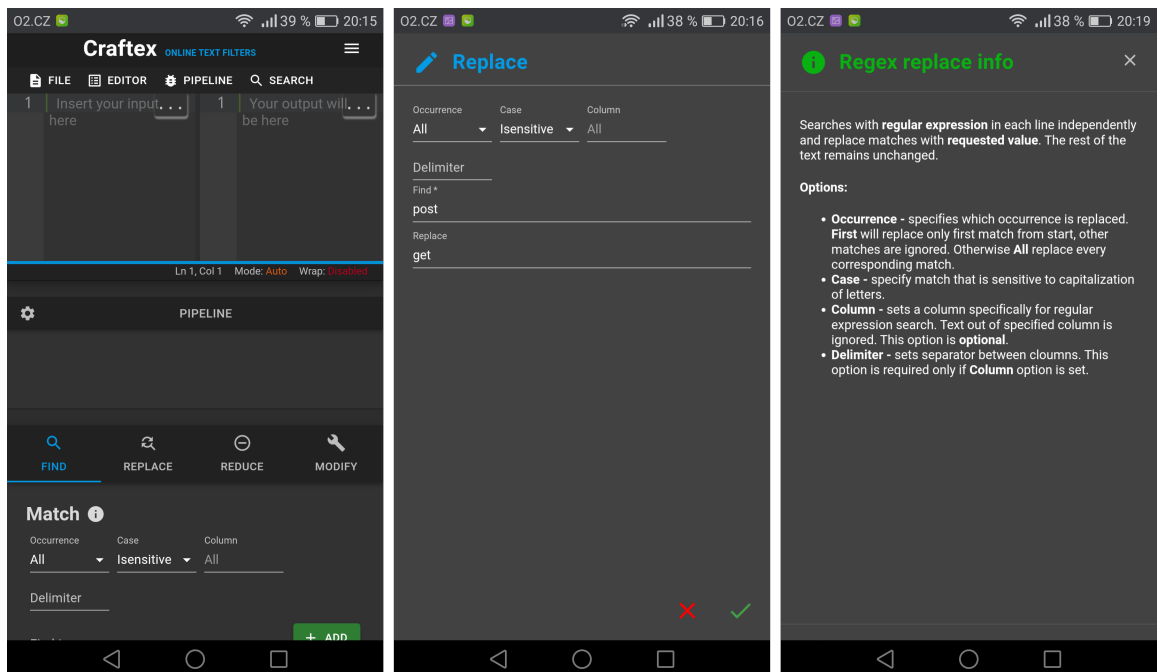 O2.CZ 39 % 20:15
Craftex ONLINE TEXT FILTERS
FILE EDITOR PIPELINE SEARCH
1 Insert your input... 1 Your output will...
here be here
Ln 1, Col 1 Mode: Auto Wrap: Disabled
PIPELINE
FIND REPLACE REDUCE MODIFY
Match
Occurrence Case Column
All Isensitive All
Delimiter
+ ADD
O2.CZ 38 % 20:16
Replace
Occurrence Case Column
All Isensitive All
Delimiter
Find *
post
Replace
get
O2.CZ 38 % 20:19
Regex replace info
Searches with regular expression in each line independently
and replace matches with requested value. The rest of the
text remains unchanged.
Options:
• Occurrence - specifies which occurrence is replaced.
First will replace only first match from start, other
matches are ignored. Otherwise All replace every
corresponding match.
• Case - specify match that is sensitive to capitalization
of letters.
• Column - sets a column specifically for regular
expression search. Text out of specified column is
ignored. This option is optional.
• Delimiter - sets separator between cloumns. This
option is required only if Column option is set.